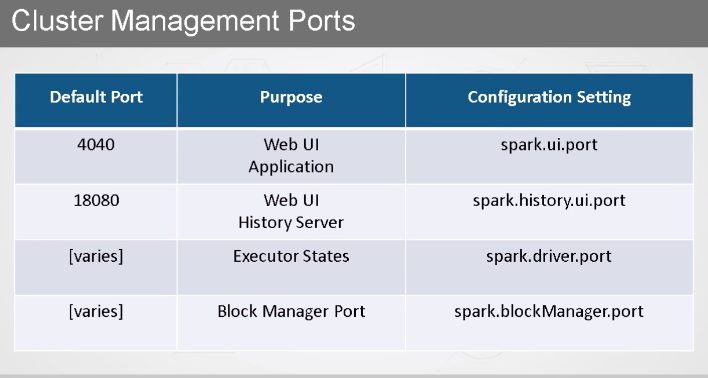 Cluster Management Ports
Default Port Purpose Configuration Setting
4040 Web UI spark.ui.port
Application
18080 Web UI spark.history.ui.port
History Server
[varies] Executor States spark.driver.port
[varies] Block Manager Port spark.blockManager.port